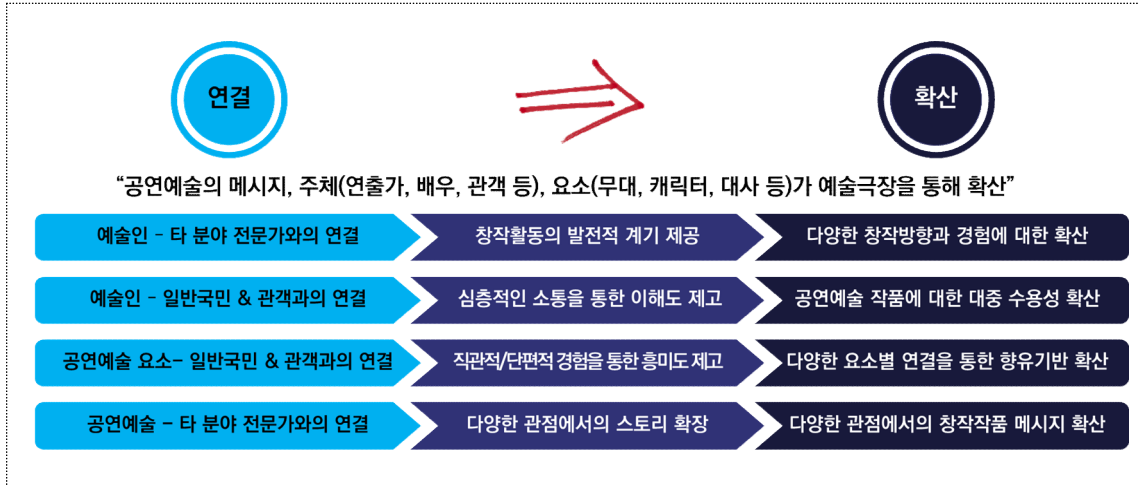 연결
확산
“공연예술의 메시지, 주체(연출가, 배우, 관객 등), 요소(무대, 캐릭터, 대사 등)가 예술극장을 통해 확산”
예술인 - 타 분야 전문가와의 연결
창작활동의 발전적 계기 제공
다양한 창작방향과 경험에 대한 확산
예술인 - 일반국민 & 관객과의 연결
심층적인 소통을 통한 이해도 제고
공연예술 작품에 대한 대중 수용성 확산
공연예술 요소- 일반국민 & 관객과의 연결
직관적/단편적 경험을 통한 흥미도 제고
다양한 요소별 연결을 통한 향유기반 확산
공연예술 - 타 분야 전문가와의 연결
다양한 관점에서의 스토리 확장
다양한 관점에서의 창작작품 메시지 확산